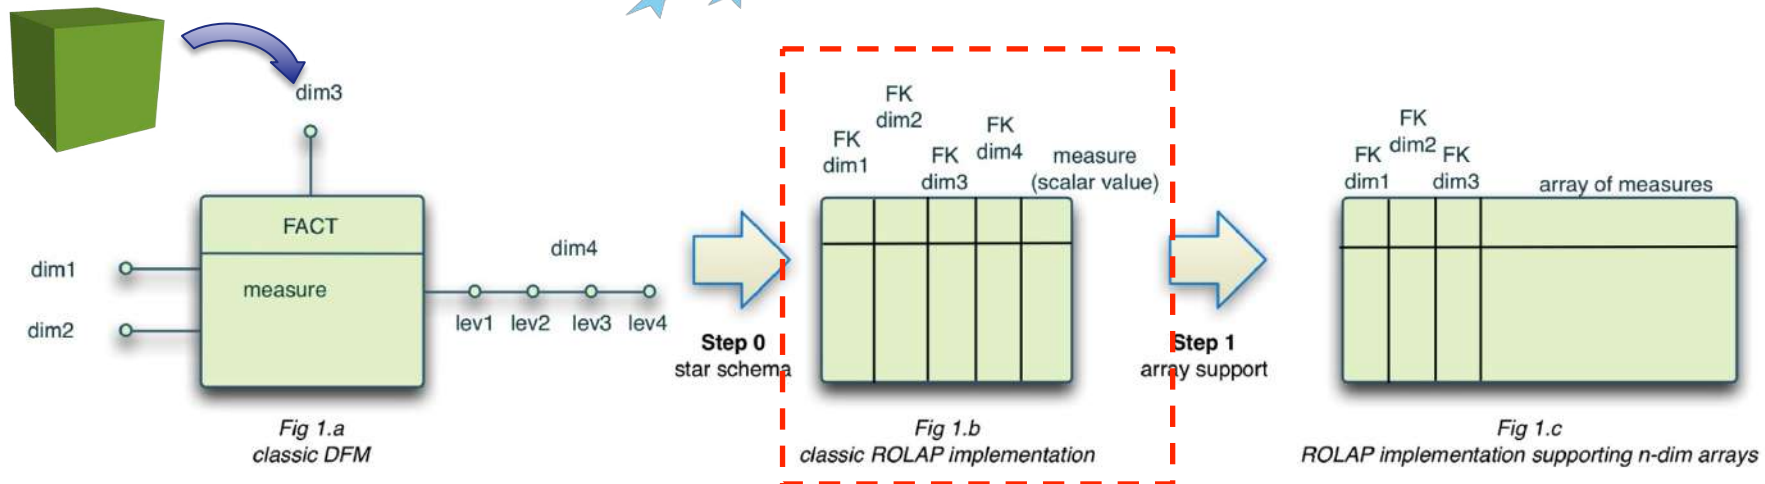 dim3
FACT
measure
dim1
dim2
dim4
lev1 lev2 lev3 lev4
Fig 1.a
classic DFM
Step 0
star schema
FK
dim1
FK
dim2
FK
dim3
FK
dim4
measure
(scalar value)
Fig 1.b
classic ROLAP implementation
Step 1
array support
FK
dim1
FK
dim2
FK
dim3
array of measures
Fig 1.c
ROLAP implementation supporting n-dim arrays